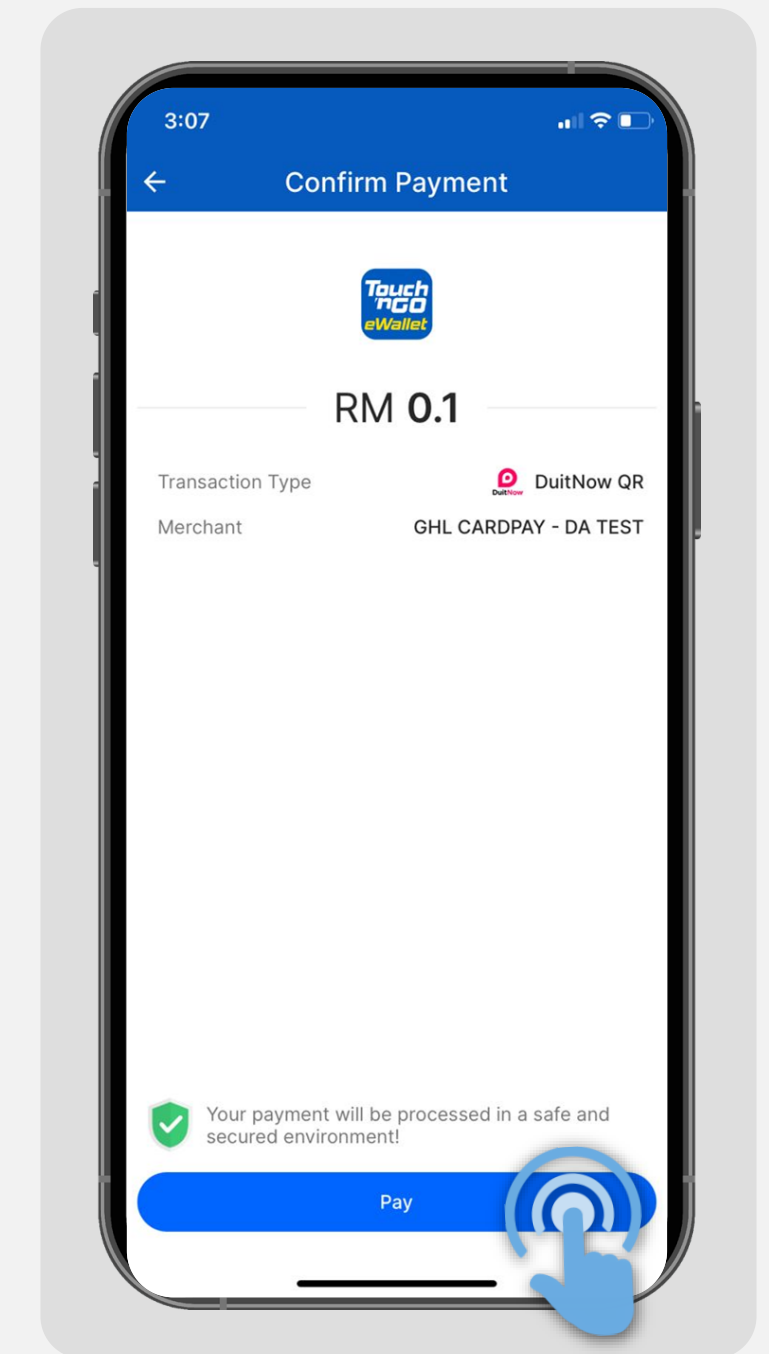 3:07
Confirm Payment
Touch
'nGO
eWallet
RM 0.1
Transaction Type DuitNow DuitNow QR
Merchant GHL CARDPAY - DA TEST
Your payment will be processed in a safe and
secured environment!
Pay